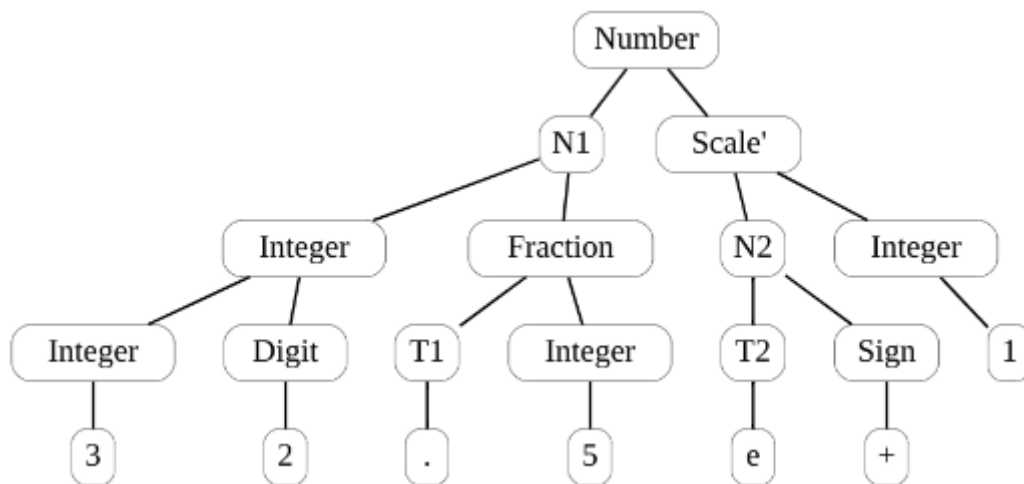 Number
N1 Scale'
Integer Fraction N2 Integer
Integer Digit T1 Integer T2 Sign 1
3 2 . 5 e +